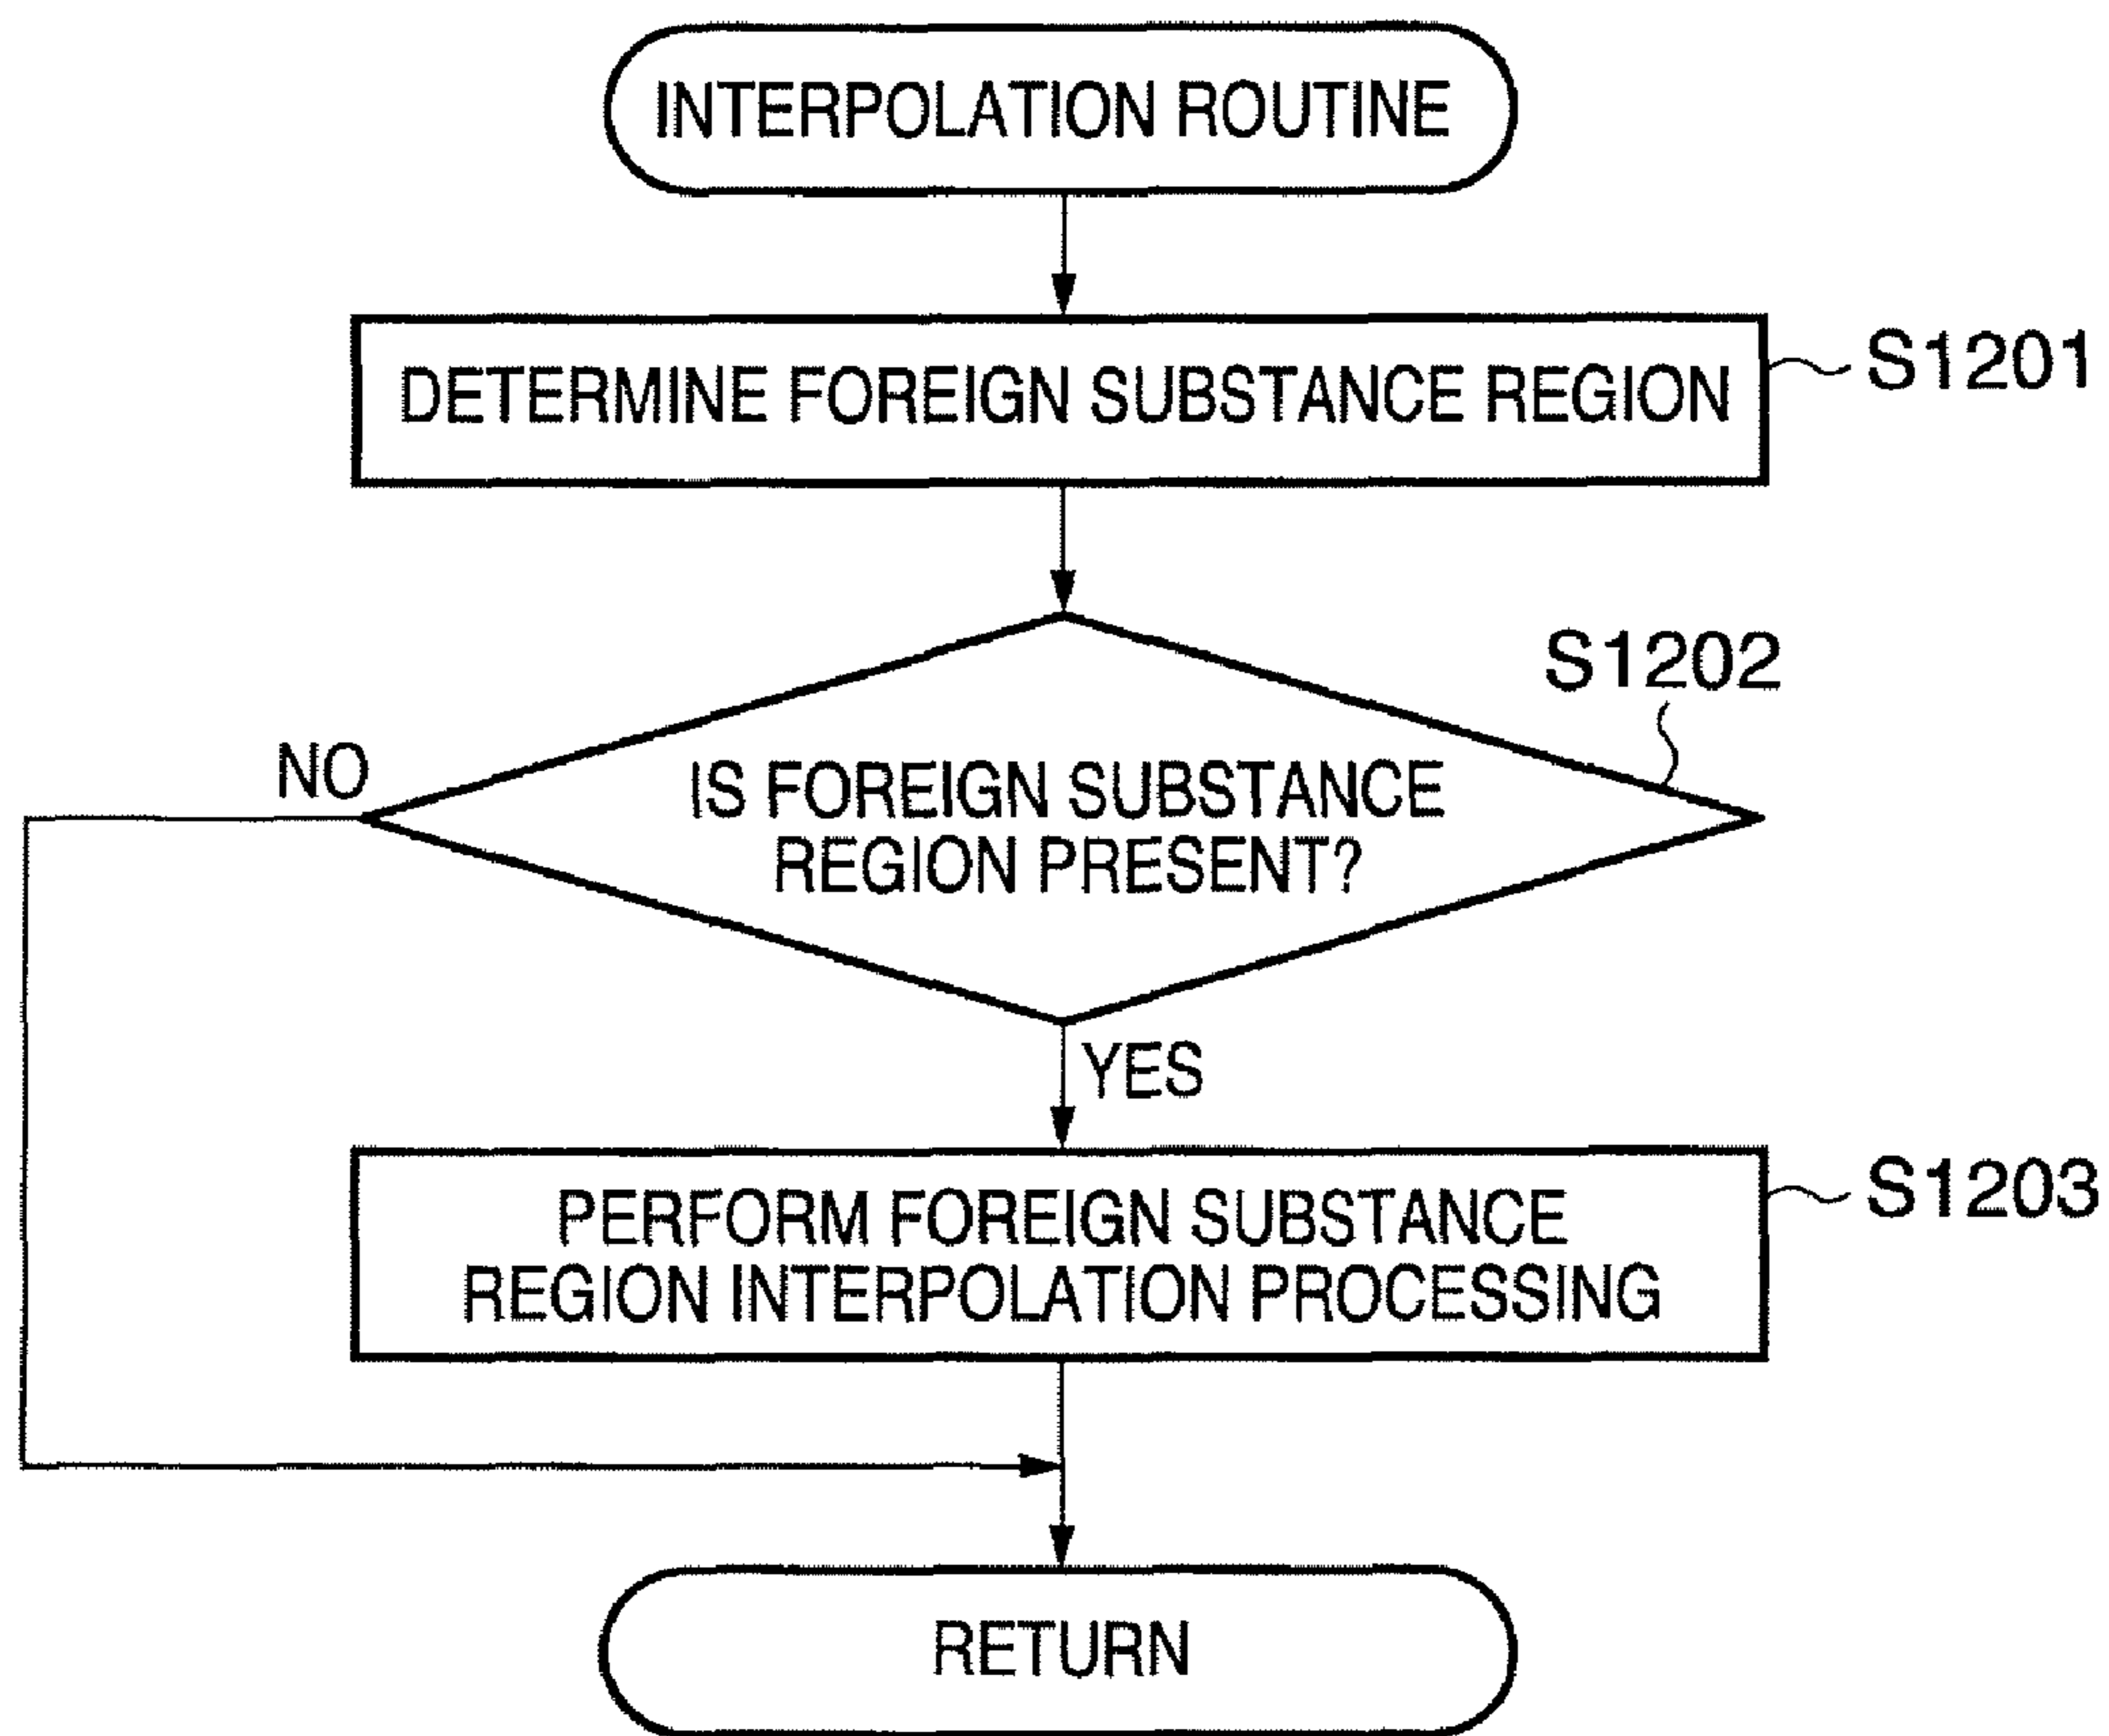 INTERPOLATION ROUTINE
DETERMINE FOREIGN SUBSTANCE REGION
S1201
S1202
NO
IS FOREIGN SUBSTANCE
REGION PRESENT?
YES
PERFORM FOREIGN SUBSTANCE
REGION INTERPOLATION PROCESSING
S1203
RETURN